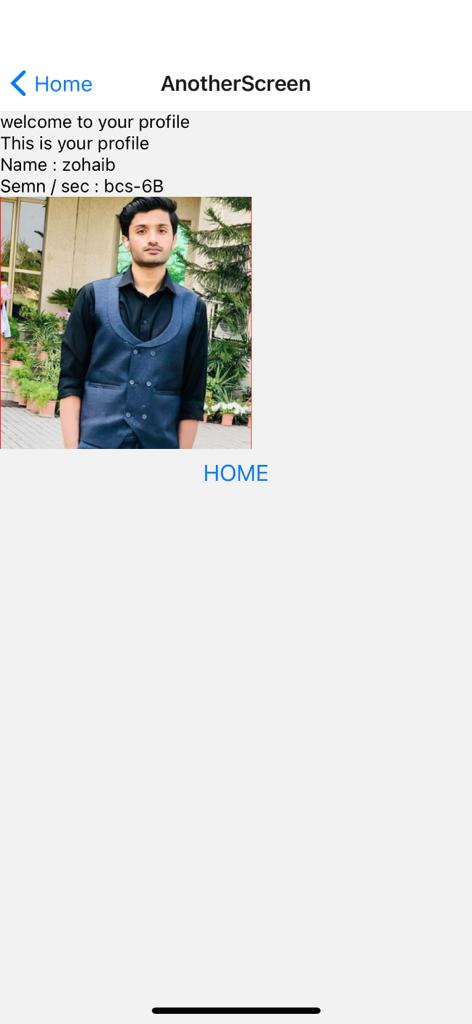 Home AnotherScreen
welcome to your profile
This is your profile
Name : zohaib
Semn / sec : bcs-6B
HOME